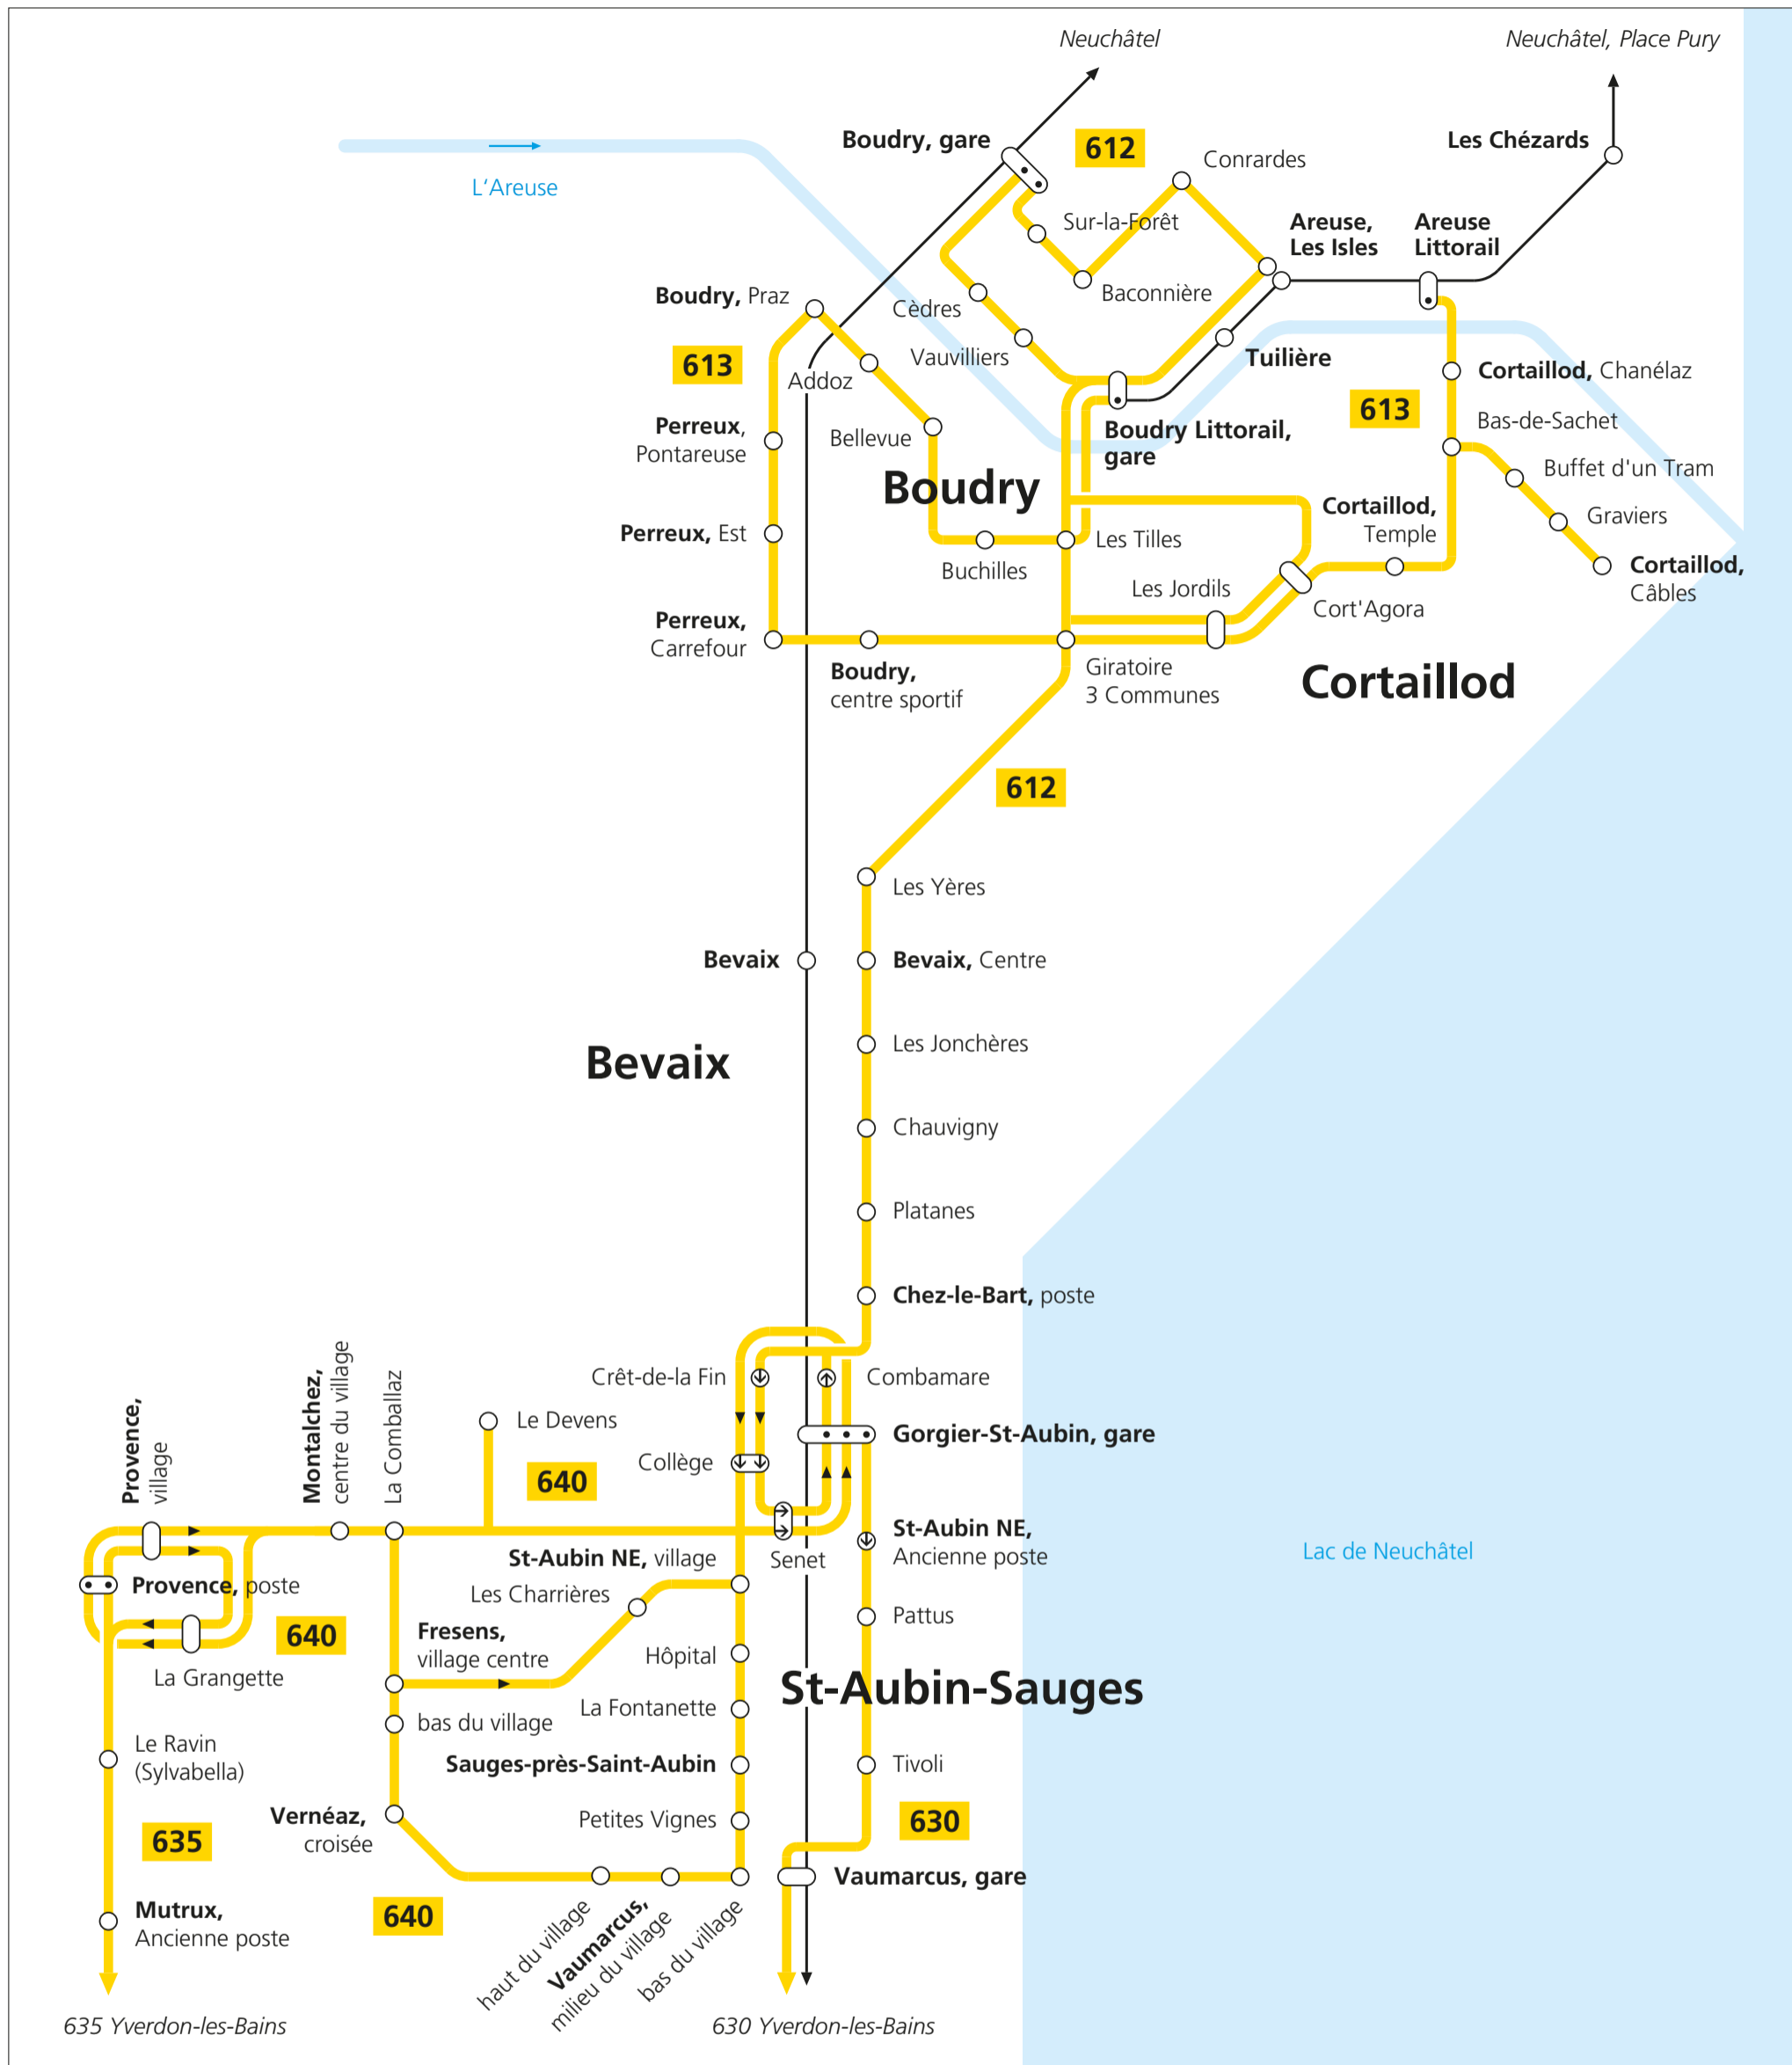 Neuchâtel
Neuchâtel, Place Pury
Boudry, gare
612
Conrardes
Les Chézards
L'Areuse
Sur-la-Forêt
Areuse,
Les Isles
Areuse
Littorail
Boudry, Praz
Cèdres
Baconnière
613
Addoz
Vauvilliers
Tuilière
Cortaillod, Chanélaz
613
Perreux,
Pontareuse
Bellevue
Boudry Littorail,
gare
Bas-de-Sachet
Buffet d'un Tram
Boudry
Cortaillod,
Temple
Graviers
Perreux, Est
Les Tilles
Buchilles
Les Jordils
Cort'Agora
Cortaillod,
Câbles
Perreux,
Carrefour
Boudry,
centre sportif
Giratoire
3 Communes
Cortaillod
612
Les Yères
Bevaix
Bevaix, Centre
Les Jonchères
Bevaix
Chauvigny
Platanes
Chez-le-Bart, poste
Crêt-de-la Fin
Combamare
Provence,
village
Montalchez,
centre du village
La Comballaz
Le Devens
Gorgier-St-Aubin, gare
Collège
640
St-Aubin NE,
Ancienne poste
St-Aubin NE, village
Senet
Lac de Neuchâtel
Provence, poste
Les Charrières
Pattus
640
Fresens,
village centre
Hôpital
La Grangette
St-Aubin-Sauges
bas du village
La Fontanette
Le Ravin
(Sylvabella)
Sauges-près-Saint-Aubin
Tivoli
Vernéaz,
croisée
Petites Vignes
630
635
Vaumarcus, gare
Mutrux,
Ancienne poste
640
haut du village
Vaumarcus,
milieu du village
bas du village
635 Yverdon-les-Bains
630 Yverdon-les-Bains